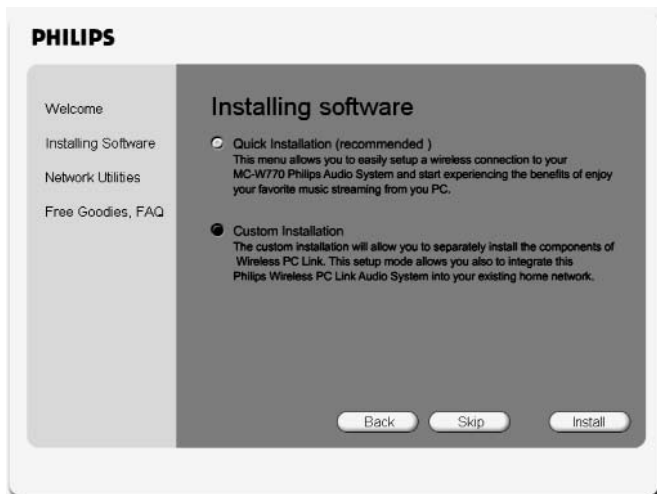 PHILIPS
Welcome
Installing Software
Network Utilities
Free Goodies, FAQ
Installing software
Quick Installation (recommended )
This menu allows you to easily setup a wireless connection to your
MC-W770 Philips Audio System and start experiencing the benefits of enjoy
your favorite music streaming from you PC.
Custom Installation
The custom installation will allow you to separately install the components of
Wireless PC Link. This setup mode allows you also to integrate this
Philips Wireless PC Link Audio System into your existing home network.
Back
Skip
Install